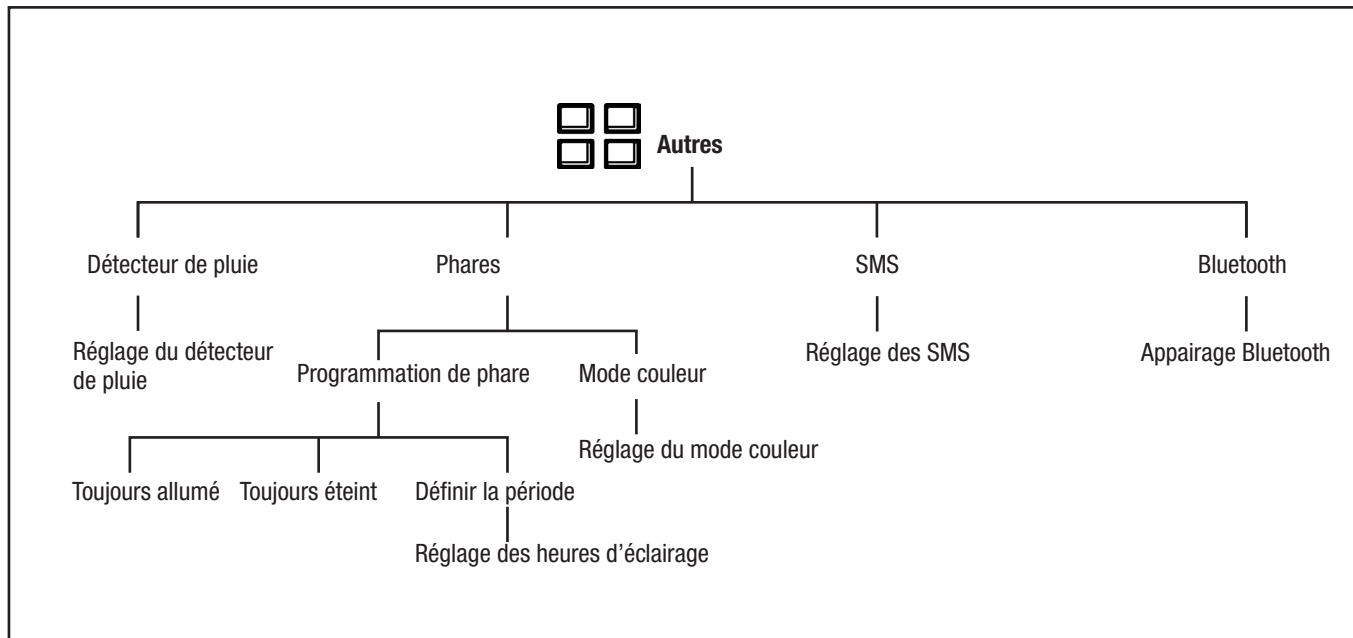 Autres
Détecteur de pluie
Phares
SMS
Bluetooth
Réglage du détecteur
de pluie
Programmation de phare
Mode couleur
Réglage des SMS
Appairage Bluetooth
Réglage du mode couleur
Toujours allumé
Toujours éteint
Définir la période
Réglage des heures d’éclairage